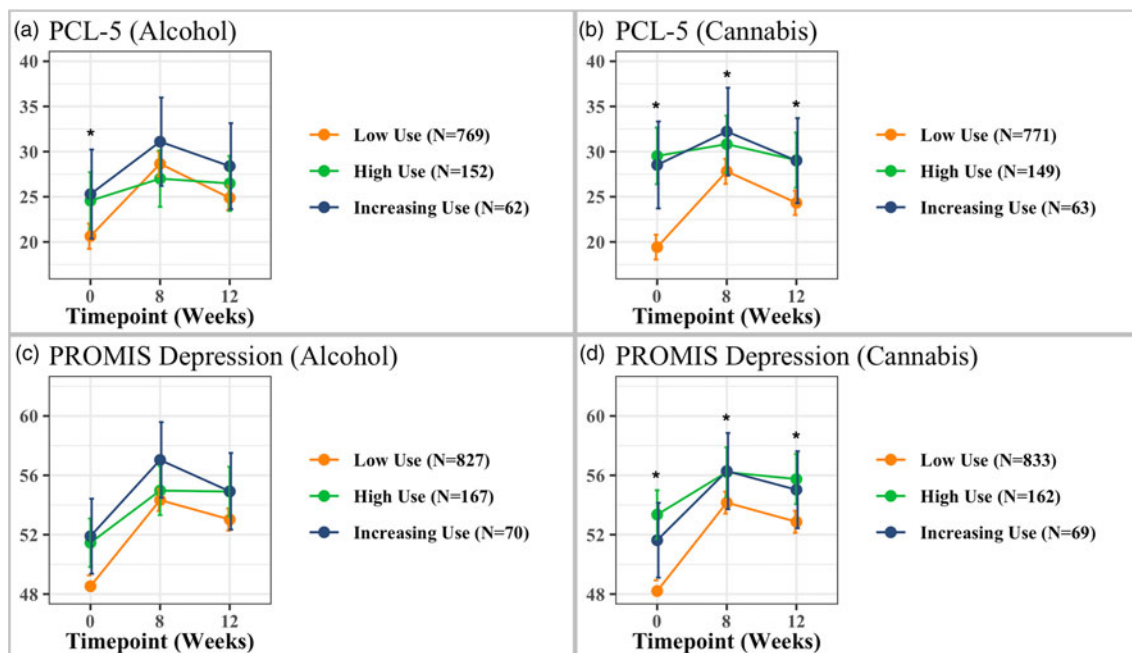 (a) PCL-5 (Alcohol)
40
35
30
25
20
*
0 8 12
Timepoint (Weeks)
Low Use (N=769)
High Use (N=152)
Increasing Use (N=62)
(b) PCL-5 (Cannabis)
40
35
30
25
20
* * *
0 8 12
Timepoint (Weeks)
Low Use (N=771)
High Use (N=149)
Increasing Use (N=63)
(c) PROMIS Depression (Alcohol)
60
56
52
48
0 8 12
Timepoint (Weeks)
Low Use (N=827)
High Use (N=167)
Increasing Use (N=70)
(d) PROMIS Depression (Cannabis)
60
56
52
48
* * *
0 8 12
Timepoint (Weeks)
Low Use (N=833)
High Use (N=162)
Increasing Use (N=69)